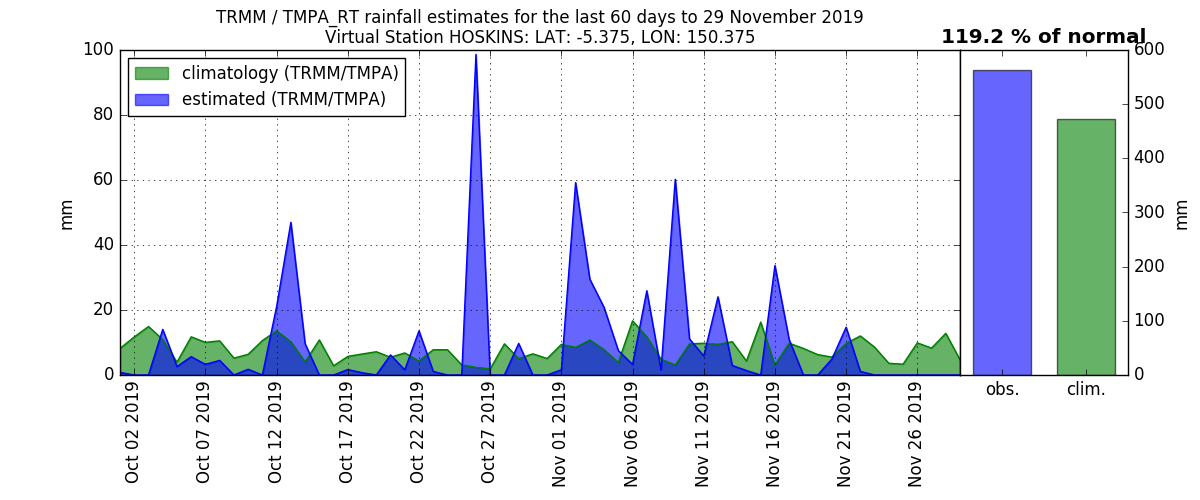 TRMM / TMPA_RT rainfall estimates for the last 60 days to 29 November 2019
Virtual Station HOSKINS: LAT: -5.375, LON: 150.375
119.2 % of normal
climatology (TRMM/TMPA)
estimated (TRMM/TMPA)
100
80
60
40
20
0
mm
600
500
400
300
200
100
0
mm
Oct 02 2019
Oct 07 2019
Oct 12 2019
Oct 17 2019
Oct 22 2019
Oct 27 2019
Nov 01 2019
Nov 06 2019
Nov 11 2019
Nov 16 2019
Nov 21 2019
Nov 26 2019
obs.
clim.